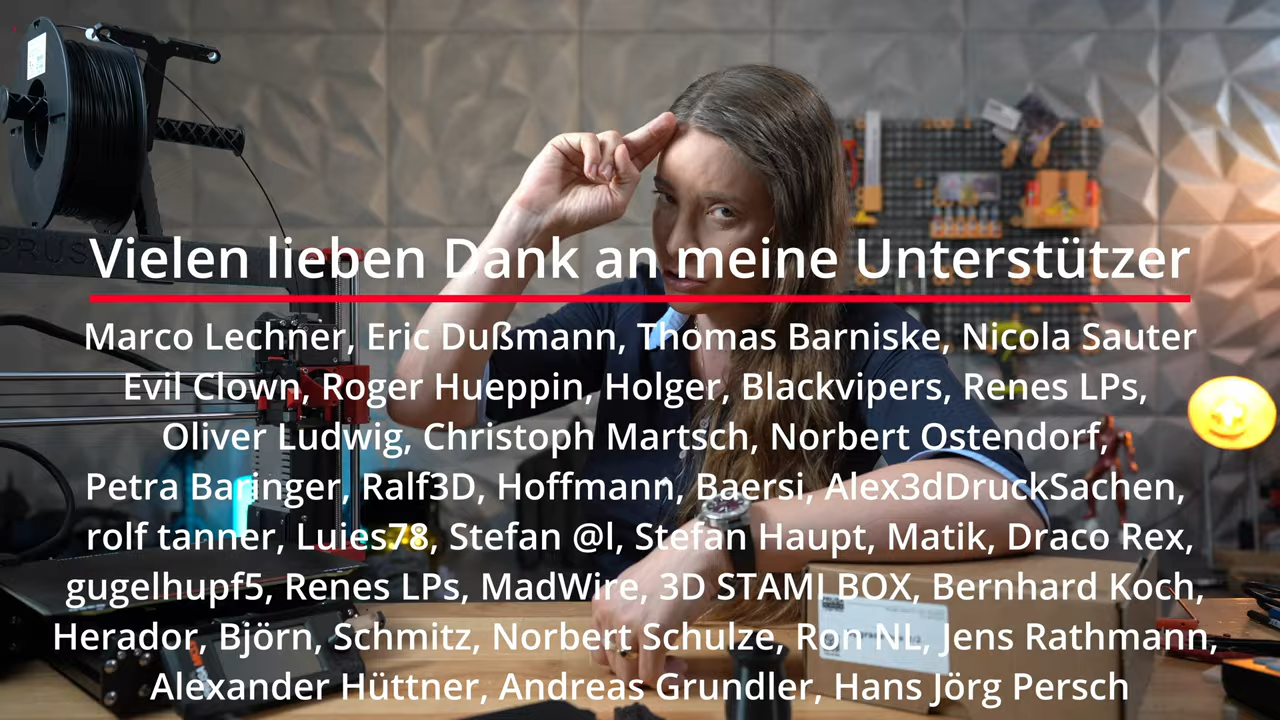 PRUS
Vielen lieben Dank an meine Unterstützer
Marco Lechner, Eric Dußmann, Thomas Barniske, Nicola Sauter
Evil Clown, Roger Hueppin, Holger, Blackvipers, Renes LPs,
Oliver Ludwig, Christoph Martsch, Norbert Ostendorf,
Petra Baringer, Ralf3D, Hoffmann, Baersi, Alex3dDruckSachen,
rolf tanner, Luies78, Stefan @l, Stefan Haupt, Matik, Draco Rex,
gugelhupf5, Renes LPs, MadWire, 3D STAMI BOX, Bernhard Koch,
Herador, Björn, Schmitz, Norbert Schulze, Ron NL, Jens Rathmann,
Alexander Hüttner, Andreas Grundler, Hans Jörg Persch